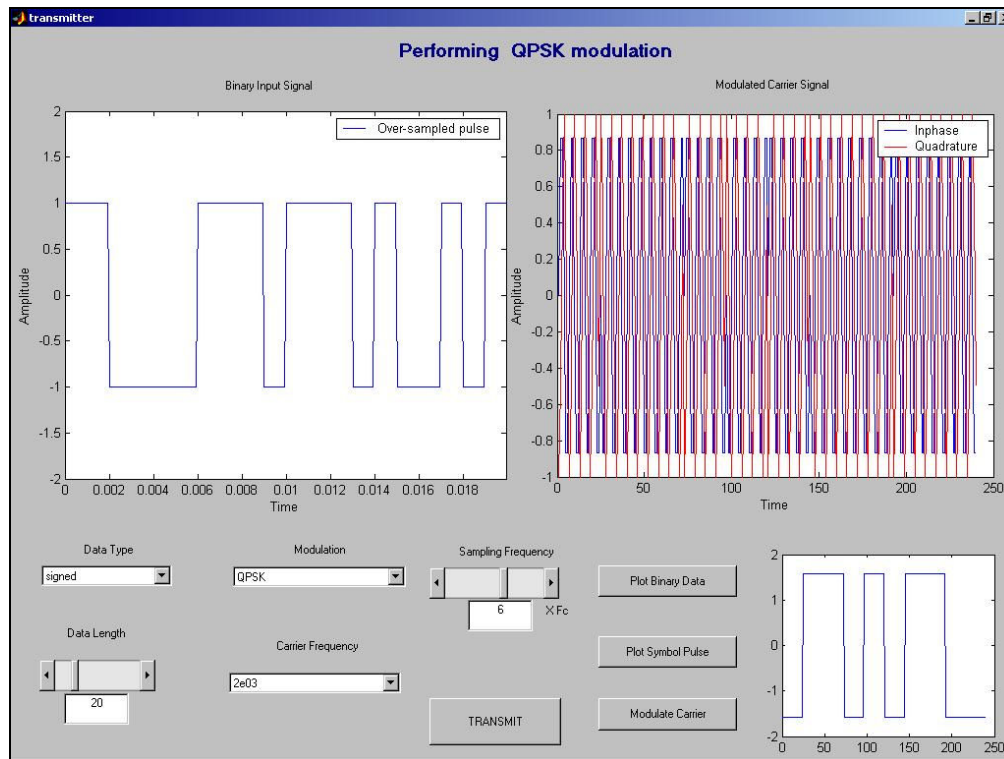 transmitter
Performing QPSK modulation
Binary Input Signal
Modulated Carrier Signal
2
1.5
1
0.5
0
-0.5
-1
-1.5
-2
Amplitude
Over-sampled pulse
0 0.002 0.004 0.006 0.008 0.01 0.012 0.014 0.016 0.018
Time
1
0.8
0.6
0.4
0.2
0
-0.2
-0.4
-0.6
-0.8
-1
Amplitude
Inphase
Quadrature
0 50 100 150 200 250
Time
Data Type
signed
Modulation
QPSK
Sampling Frequency
6
X Fc
Plot Binary Data
Data Length
20
Carrier Frequency
2e03
TRANSMIT
Plot Symbol Pulse
Modulate Carrier
2
1
0
-1
-2
0 50 100 150 200 250